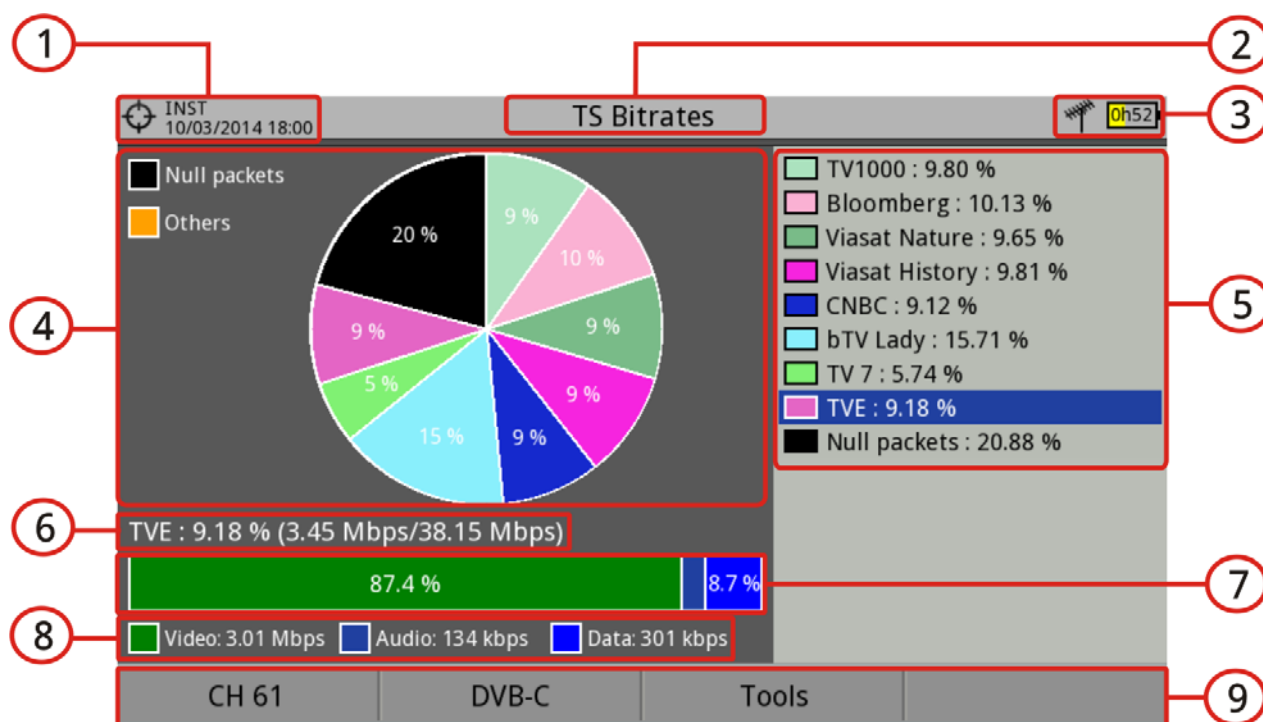 1
2
3
INST
10/03/2014 18:00
TS Bitrates
0h52
4
Null packets
Others
9 %
10 %
9 %
9 %
9 %
15 %
5 %
9 %
20 %
5
TV1000 : 9.80 %
Bloomberg : 10.13 %
Viasat Nature : 9.65 %
Viasat History : 9.81 %
CNBC : 9.12 %
bTV Lady : 15.71 %
TV 7 : 5.74 %
TVE : 9.18 %
Null packets : 20.88 %
6
TVE : 9.18 % (3.45 Mbps/38.15 Mbps)
87.4 %
8.7 %
7
8
Video: 3.01 Mbps Audio: 134 kbps Data: 301 kbps
CH 61 DVB-C Tools
9